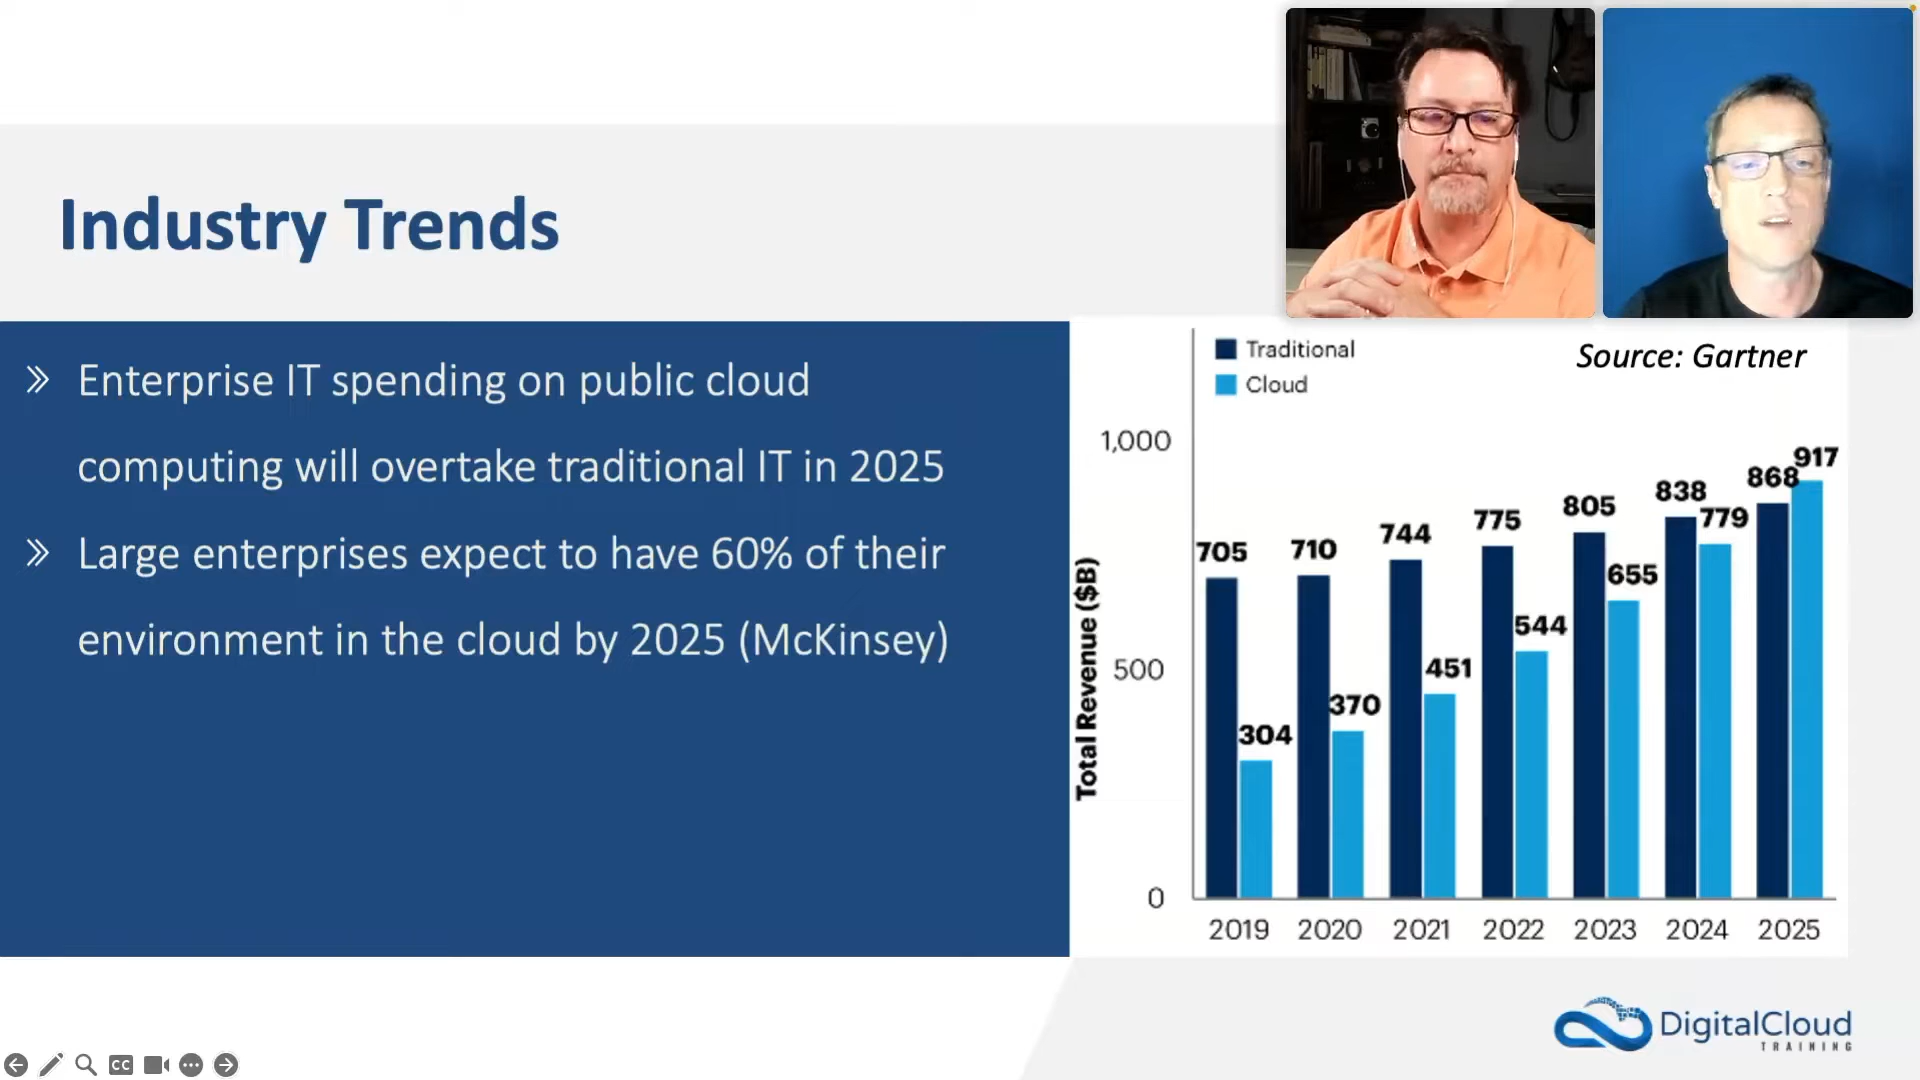 Industry Trends
Enterprise IT spending on public cloud
computing will overtake traditional IT in 2025
Large enterprises expect to have 60% of their
environment in the cloud by 2025 (McKinsey)
Traditional
Cloud
Source: Gartner
Total Revenue ($B)
1,000
500
0
705
304
710
370
744
451
775
544
805
655
838
779
868
917
2019 2020 2021 2022 2023 2024 2025
DigitalCloud
TRAINING
CC